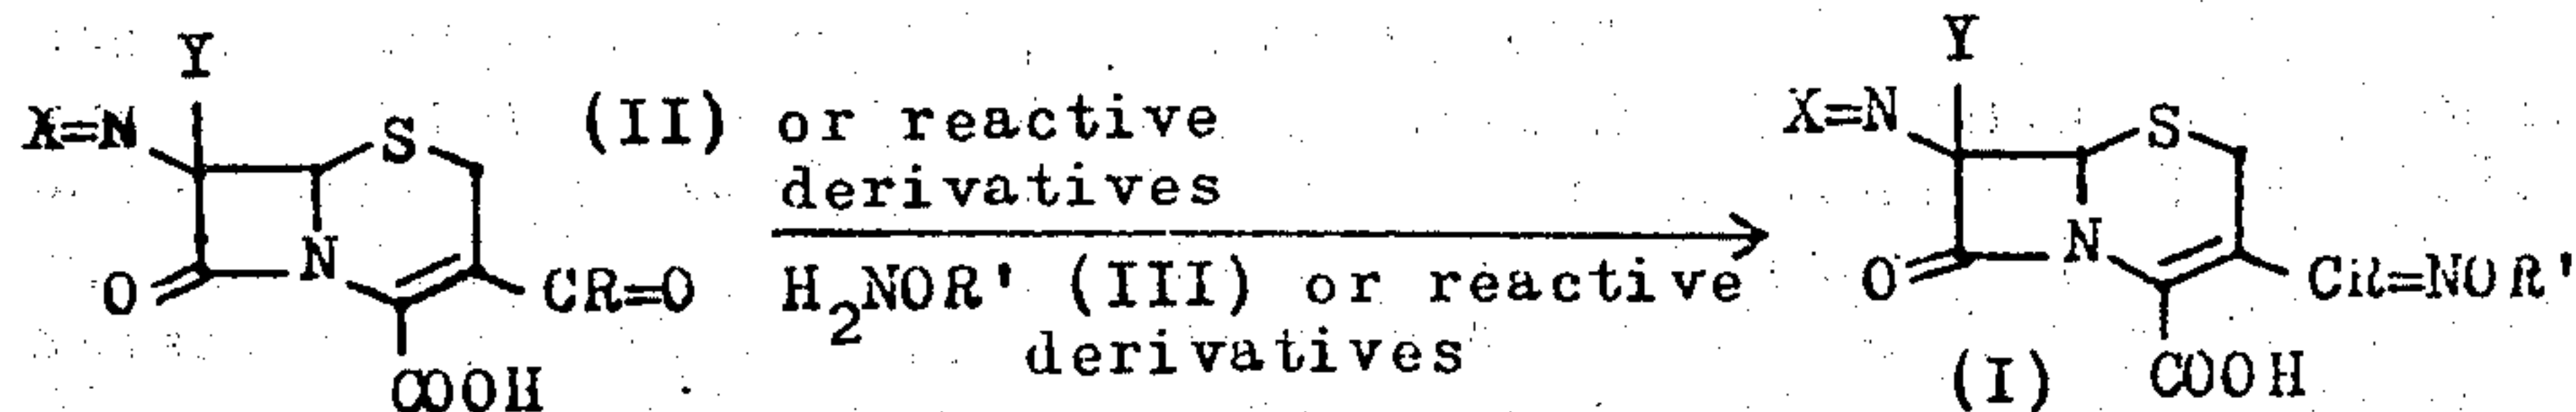 Y
X=N
S
(II) or reactive
derivatives
N
O
CR=O
H2NOR' (III) or reactive
derivatives
COOH
Y
X=N
S
N
O
CR=NOR'
(I)
COOH